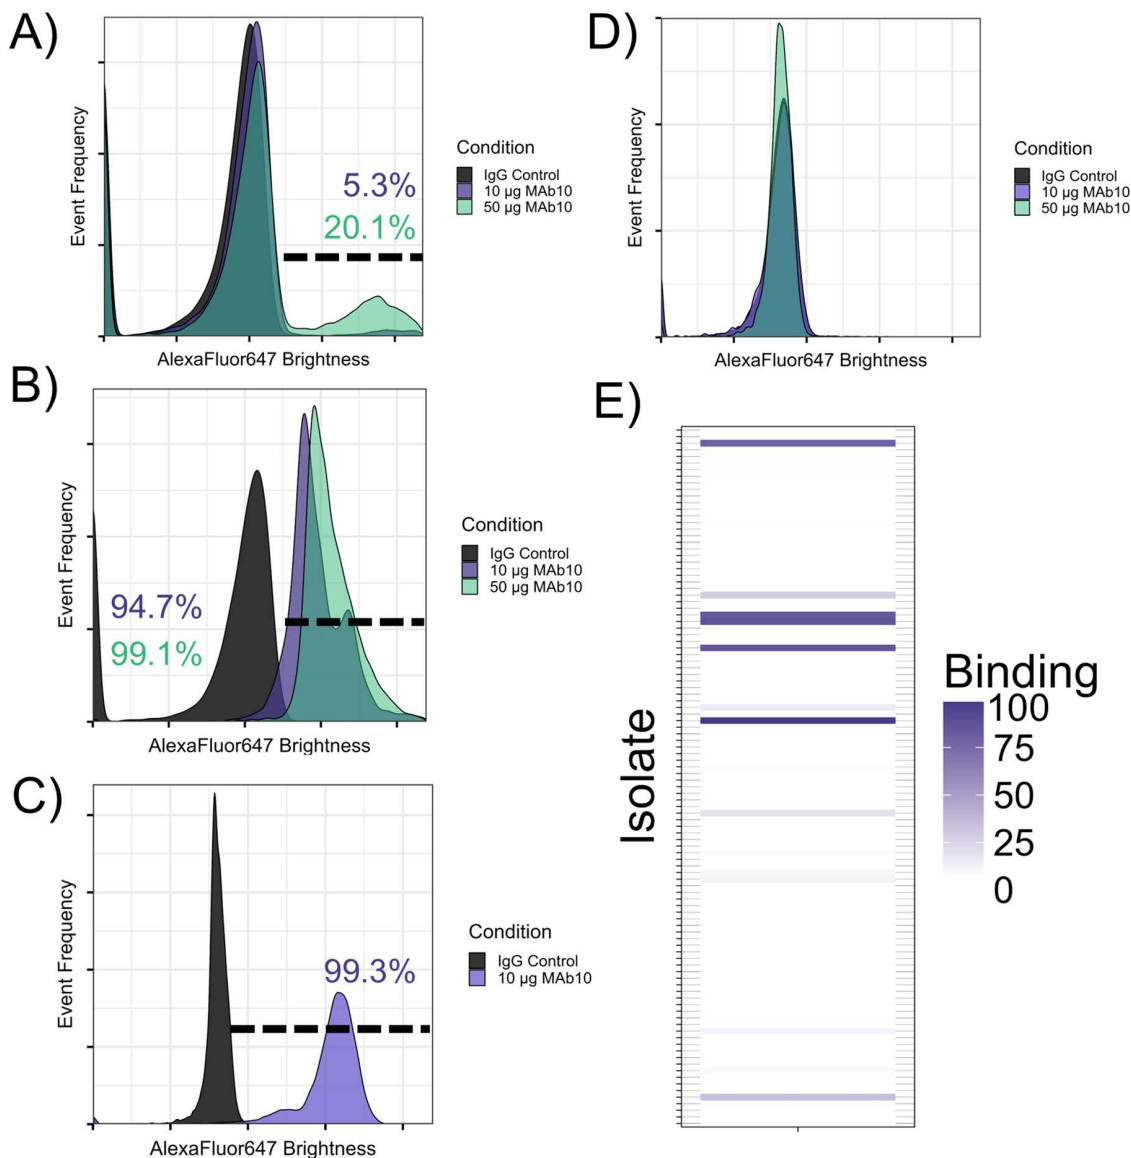 A)
Event Frequency
5.3%
20.1%
AlexaFluor647 Brightness
Condition
IgG Control
10 µg MAb10
50 µg MAb10
D)
Event Frequency
AlexaFluor647 Brightness
Condition
IgG Control
10 µg MAb10
50 µg MAb10
B)
Event Frequency
94.7%
99.1%
AlexaFluor647 Brightness
Condition
IgG Control
10 µg MAb10
50 µg MAb10
C)
Event Frequency
99.3%
AlexaFluor647 Brightness
Condition
IgG Control
10 µg MAb10
E)
Isolate
Binding
100
75
50
25
0